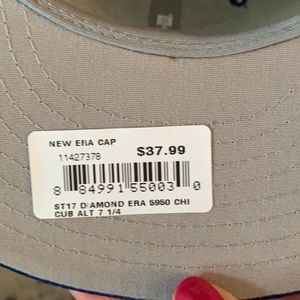 NEW ERA CAP
11427378
$37.99
8 84991 55003 0
ST17 DIAMOND ERA 5950 CHI
CUB ALT 7 1/4